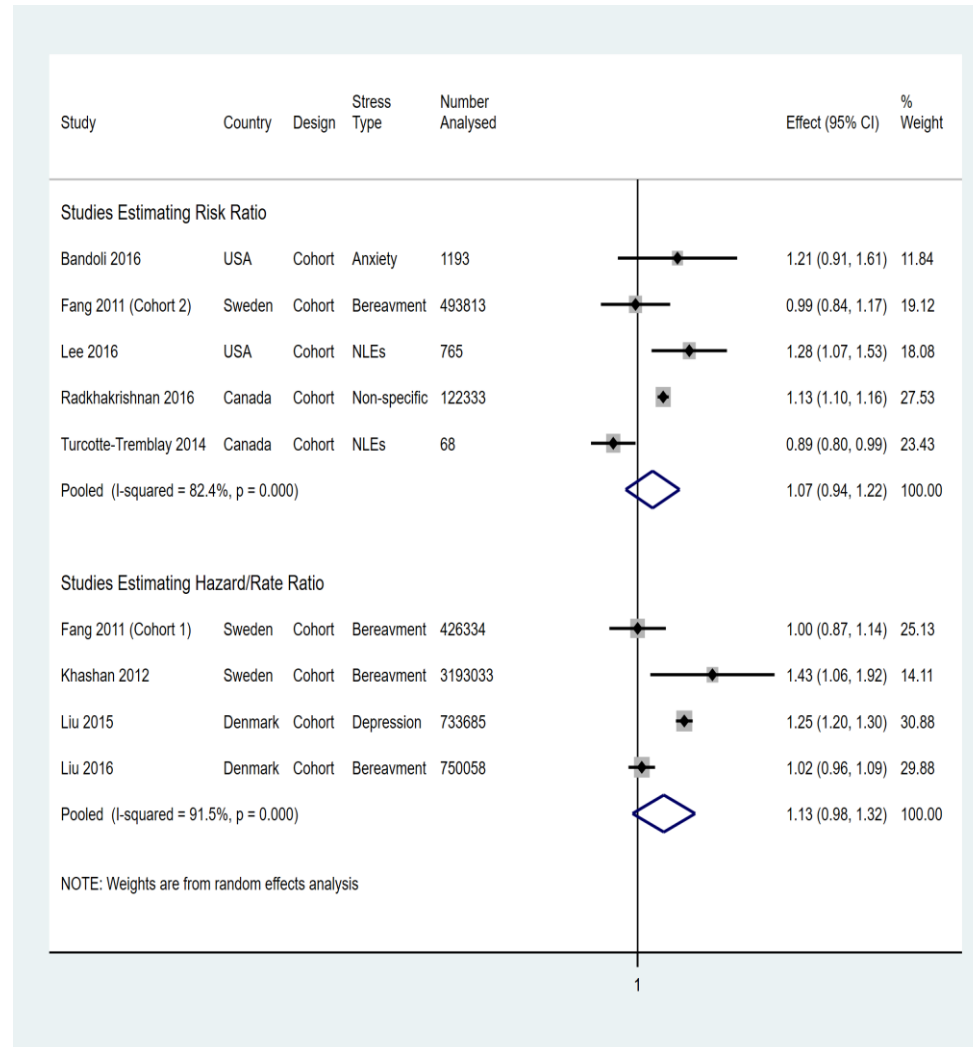 Study Country Design Stress Type Number Analysed Effect (95% CI) % Weight
Studies Estimating Risk Ratio
Bandoli 2016 USA Cohort Anxiety 1193 1.21 (0.91, 1.61) 11.84
Fang 2011 (Cohort 2) Sweden Cohort Bereavment 493813 0.99 (0.84, 1.17) 19.12
Lee 2016 USA Cohort NLEs 765 1.28 (1.07, 1.53) 18.08
Radkhakrishnan 2016 Canada Cohort Non-specific 122333 1.13 (1.10, 1.16) 27.53
Turcotte-Tremblay 2014 Canada Cohort NLEs 68 0.89 (0.80, 0.99) 23.43
Pooled (I-squared = 82.4%, p = 0.000) 1.07 (0.94, 1.22) 100.00
Studies Estimating Hazard/Rate Ratio
Fang 2011 (Cohort 1) Sweden Cohort Bereavment 426334 1.00 (0.87, 1.14) 25.13
Khashan 2012 Sweden Cohort Bereavment 3193033 1.43 (1.06, 1.92) 14.11
Liu 2015 Denmark Cohort Depression 733685 1.25 (1.20, 1.30) 30.88
Liu 2016 Denmark Cohort Bereavment 750058 1.02 (0.96, 1.09) 29.88
Pooled (I-squared = 91.5%, p = 0.000) 1.13 (0.98, 1.32) 100.00
NOTE: Weights are from random effects analysis
1